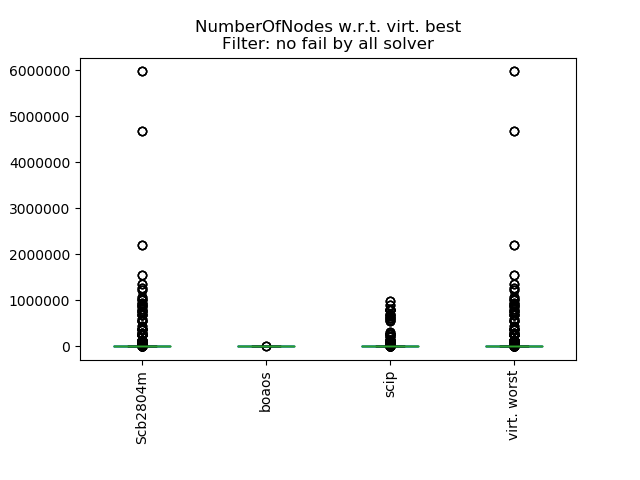 NumberOfNodes w.r.t. virt. best
Filter: no fail by all solver
6000000
5000000
4000000
3000000
2000000
1000000
0
Scb2804m
boaos
scip
virt. worst